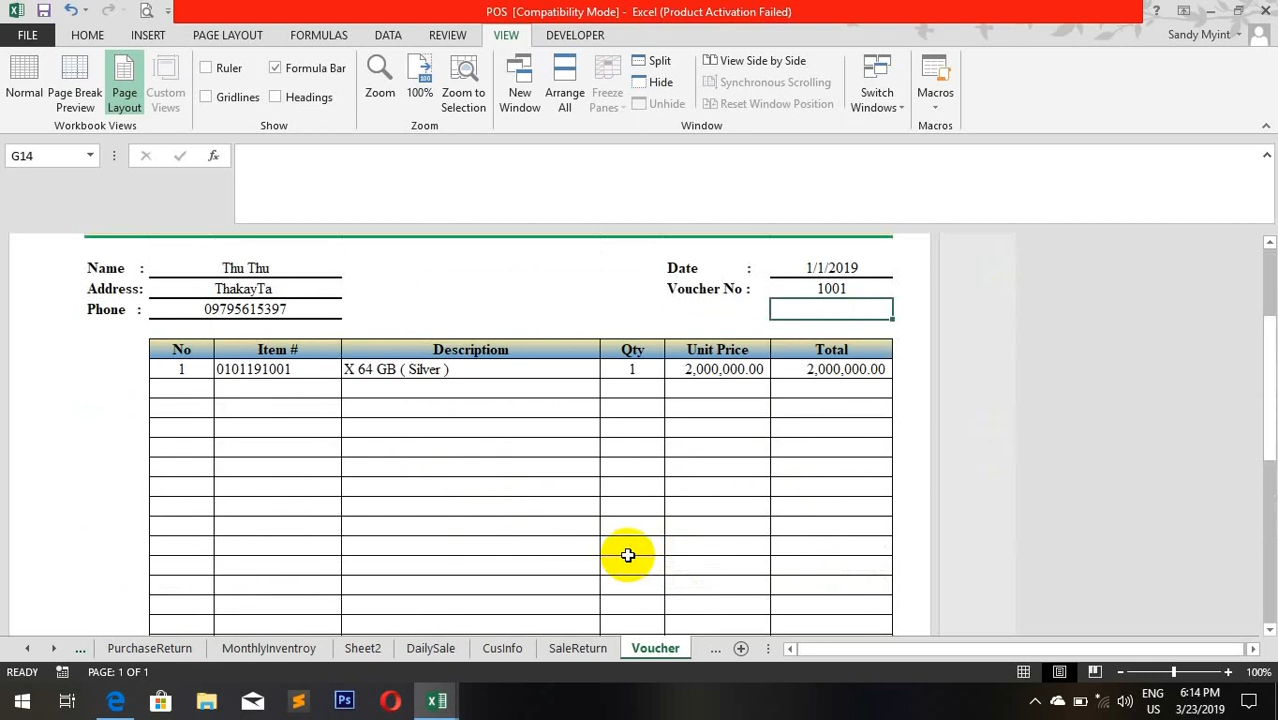 POS [Compatibility Mode] - Excel (Product Activation Failed)
FILE HOME INSERT PAGE LAYOUT FORMULAS DATA REVIEW VIEW DEVELOPER Sandy Myint
Ruler Formula Bar Split View Side by Side
Gridlines Headings Hide Synchronous Scrolling
Unhide Reset Window Position
Normal Page Break Preview Page Layout Custom Views Zoom 100% Zoom to Selection New Window Arrange All Freeze Panes Switch Windows Macros
Workbook Views Show Zoom Window Macros
G14
Name : Thu Thu Date : 1/1/2019
Address: ThakayTa Voucher No : 1001
Phone : 09795615397
No Item # Description Qty Unit Price Total
1 0101191001 X 64 GB ( Silver ) 1 2,000,000.00 2,000,000.00
... PurchaseReturn MonthlyInventroy Sheet2 DailySale CusInfo SaleReturn Voucher ...
READY PAGE: 1 OF 1 100%
ENG 6:14 PM
US 3/23/2019